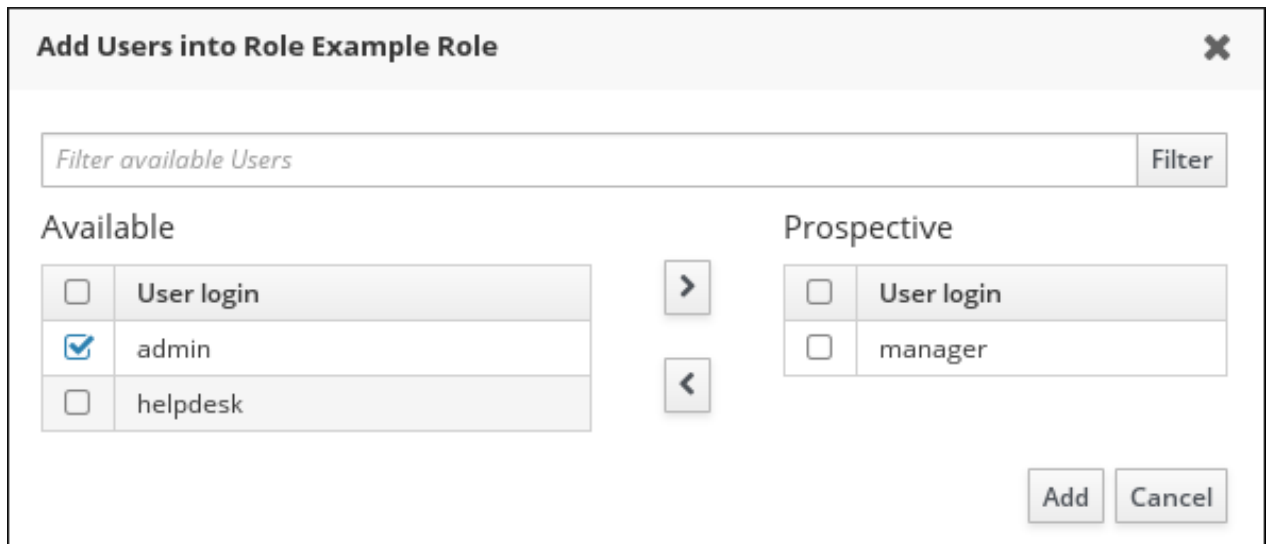 Add Users into Role Example Role
Filter available Users Filter
Available Prospective
User login User login
admin manager
helpdesk
Add Cancel